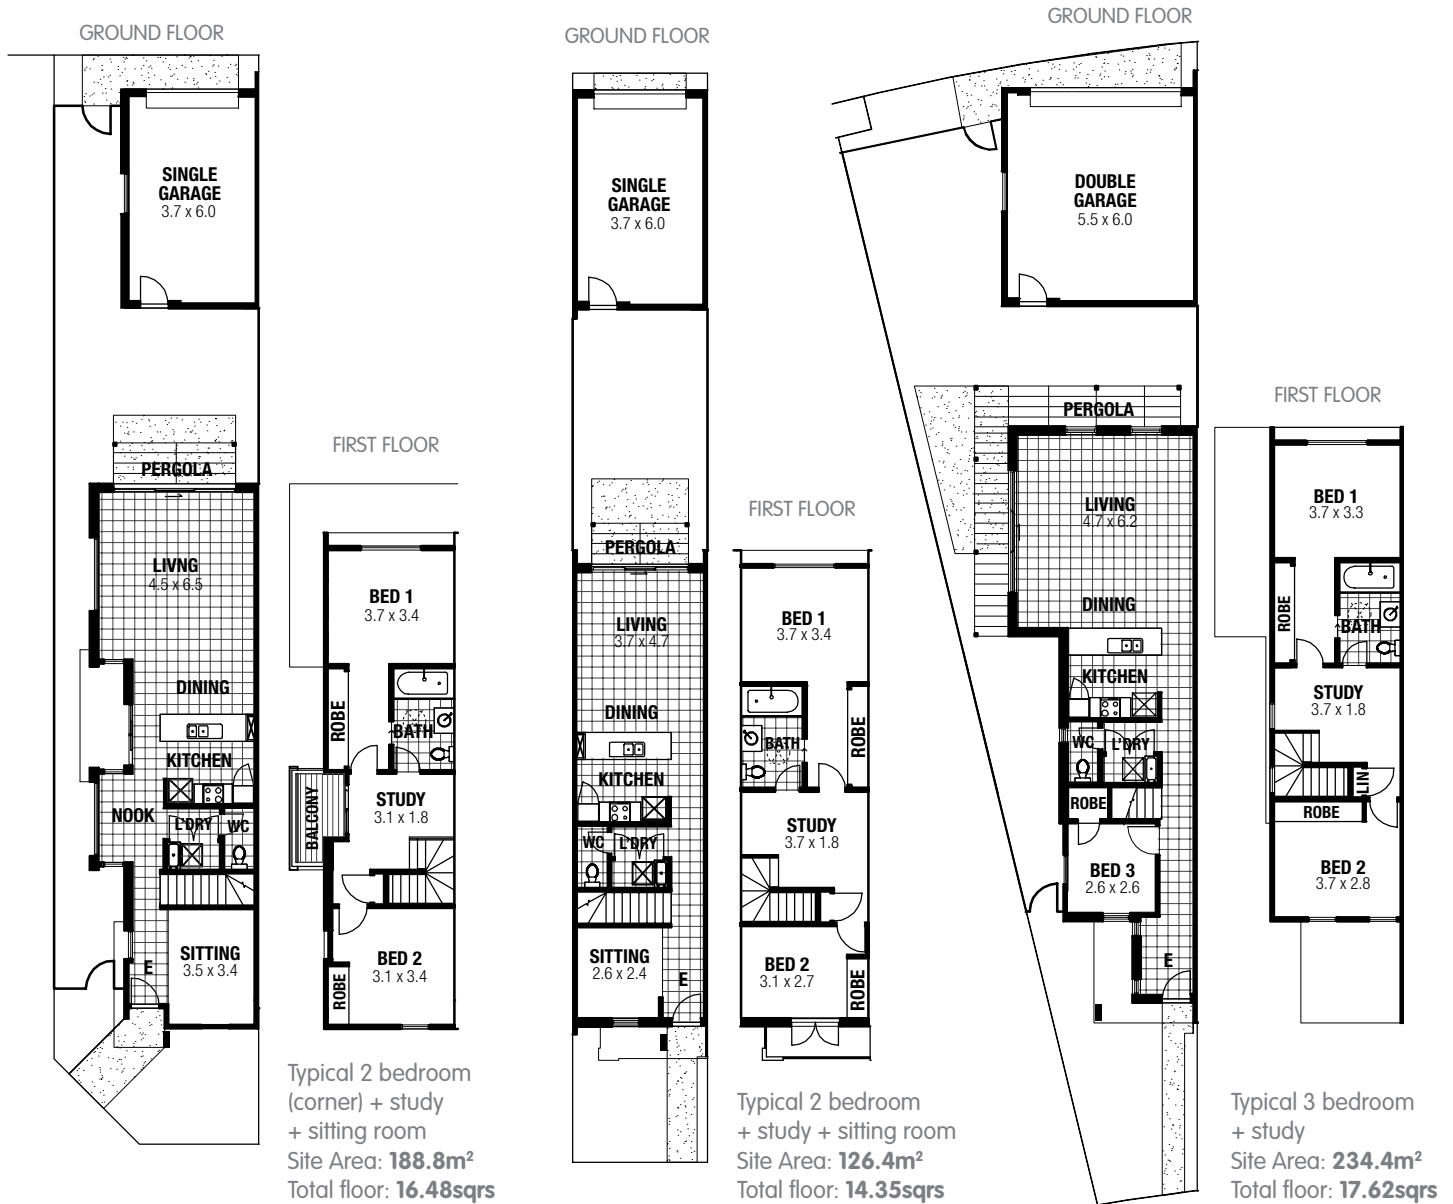 GROUND FLOOR
SINGLE
GARAGE
3.7 x 6.0
PERGOLA
LIVNG
4.5 x 6.5
DINING
KITCHEN
NOOK
L'DRY
WC
SITTING
3.5 x 3.4
E
FIRST FLOOR
BED 1
3.7 x 3.4
ROBE
BATH
BALCONY
STUDY
3.1 x 1.8
BED 2
3.1 x 3.4
ROBE
Typical 2 bedroom
(corner) + study
+ sitting room
Site Area: 188.8m²
Total floor: 16.48sqrs
GROUND FLOOR
SINGLE
GARAGE
3.7 x 6.0
PERGOLA
LIVING
3.7 x 4.7
DINING
KITCHEN
WC
L'DRY
SITTING
2.6 x 2.4
E
FIRST FLOOR
BED 1
3.7 x 3.4
BATH
ROBE
STUDY
3.7 x 1.8
BED 2
3.1 x 2.7
ROBE
Typical 2 bedroom
+ study + sitting room
Site Area: 126.4m²
Total floor: 14.35sqrs
GROUND FLOOR
DOUBLE
GARAGE
5.5 x 6.0
PERGOLA
LIVING
4.7 x 6.2
DINING
KITCHEN
WC
L'DRY
ROBE
BED 3
2.6 x 2.6
E
FIRST FLOOR
BED 1
3.7 x 3.3
ROBE
BATH
STUDY
3.7 x 1.8
LIN
ROBE
BED 2
3.7 x 2.8
Typical 3 bedroom
+ study
Site Area: 234.4m²
Total floor: 17.62sqrs